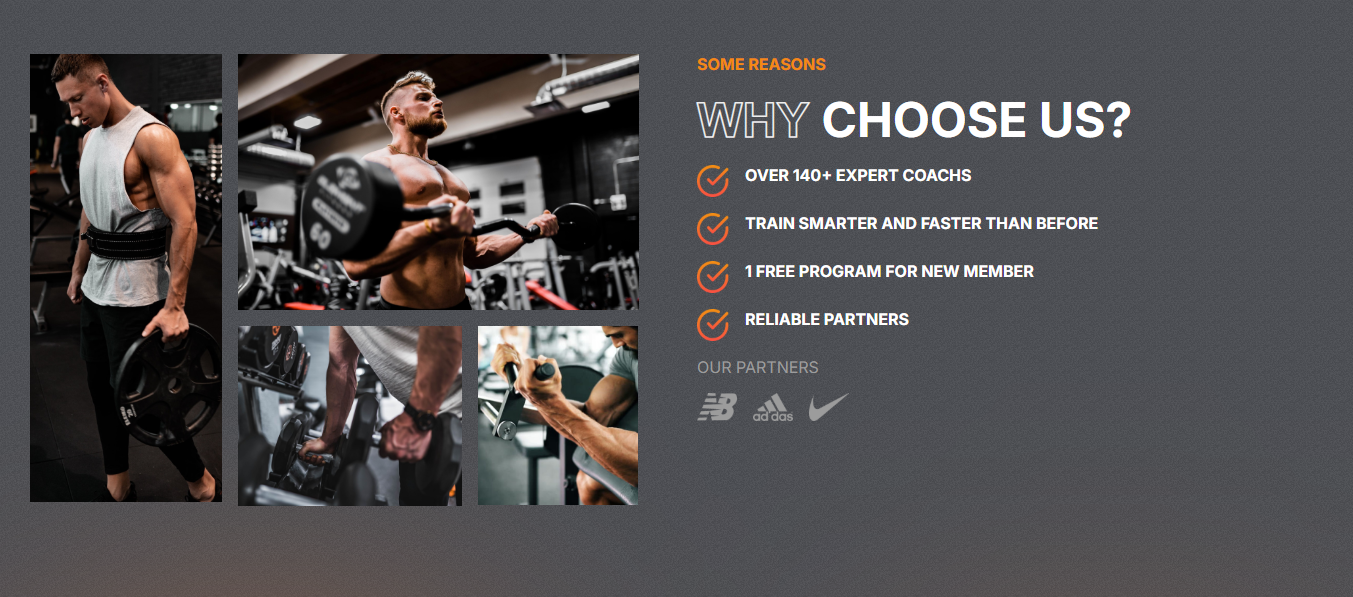 SOME REASONS
WHY CHOOSE US?
OVER 140+ EXPERT COACHS
TRAIN SMARTER AND FASTER THAN BEFORE
1 FREE PROGRAM FOR NEW MEMBER
RELIABLE PARTNERS
OUR PARTNERS
NB adidas
60